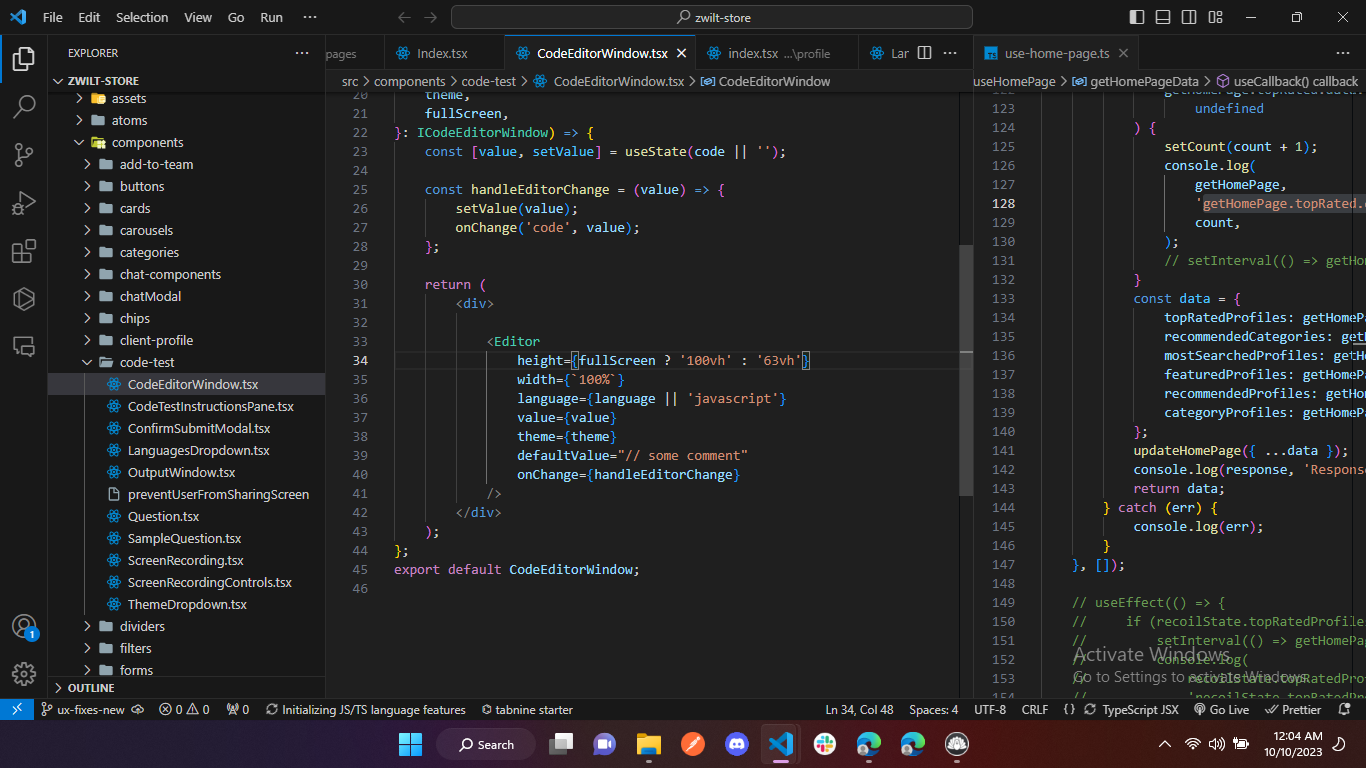 File Edit Selection View Go Run ···
zwilt-store
EXPLORER ···
ZWILT-STORE
assets
atoms
components
add-to-team
buttons
cards
carousels
categories
chat-components
chatModal
chips
client-profile
code-test
CodeEditorWindow.tsx
CodeTestInstructionsPane.tsx
ConfirmSubmitModal.tsx
LanguagesDropdown.tsx
OutputWindow.tsx
preventUserFromSharingScreen
Question.tsx
SampleQuestion.tsx
ScreenRecording.tsx
ScreenRecordingControls.tsx
ThemeDropdown.tsx
dividers
filters
forms
OUTLINE
pages Index.tsx CodeEditorWindow.tsx index.tsx ...\profile Lar ···
src > components > code-test > CodeEditorWindow.tsx > CodeEditorWindow
20 theme,
21 fullScreen,
22 }: ICodeEditorWindow) => {
23 const [value, setValue] = useState(code || '');
24
25 const handleEditorChange = (value) => {
26 setValue(value);
27 onChange('code', value);
28 };
29
30 return (
31 <div>
32
33 <Editor
34 height={fullScreen ? '100vh' : '63vh'}
35 width={`100%`}
36 language={language || 'javascript'}
37 value={value}
38 theme={theme}
39 defaultValue="// some comment"
40 onChange={handleEditorChange}
41 />
42 </div>
43 );
44 };
45 export default CodeEditorWindow;
46
use-home-page.ts ···
useHomePage > getHomePageData > useCallback() callback
122 getHomePage.topRated.data.
123 undefined
124 ) {
125 setCount(count + 1);
126 console.log(
127 getHomePage,
128 'getHomePage.topRated.
129 count,
130 );
131 // setInterval(() => getHo
132 }
133 const data = {
134 topRatedProfiles: getHomeP
135 recommendedCategories: get
136 mostSearchedProfiles: getH
137 featuredProfiles: getHome
138 recommendedProfiles: getHo
139 categoryProfiles: getHomeP
140 };
141 updateHomePage({ ...data });
142 console.log(response, 'Respons
143 return data;
144 } catch (err) {
145 console.log(err);
146 }
147 }, []);
148
149 // useEffect(() => {
150 // if (recoilState.topRatedProfile
151 // setInterval(() => getHomePa
152 // console.log(
153 // recoilState.topRatedProf
154 // 'recoilState.topRatedPr
Activate Windows
Go to Settings to activate Windows.
1
ux-fixes-new 0 0 0 Initializing JS/TS language features tabnine starter Ln 34, Col 48 Spaces: 4 UTF-8 CRLF {} TypeScript JSX Go Live Prettier
Search
12:04 AM
10/10/2023